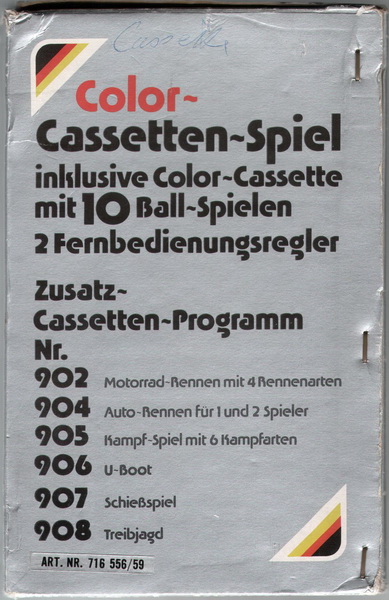 Cassette
Color~
Cassetten~Spiel
inklusive Color~Cassette
mit 10 Ball~Spielen
2 Fernbedienungsregler
Zusatz~
Cassetten~Programm
Nr.
902 Motorrad-Rennen mit 4 Rennenarten
904 Auto-Rennen für 1 und 2 Spieler
905 Kampf-Spiel mit 6 Kampfarten
906 U-Boot
907 Schießspiel
908 Treibjagd
ART. NR. 716 556/59